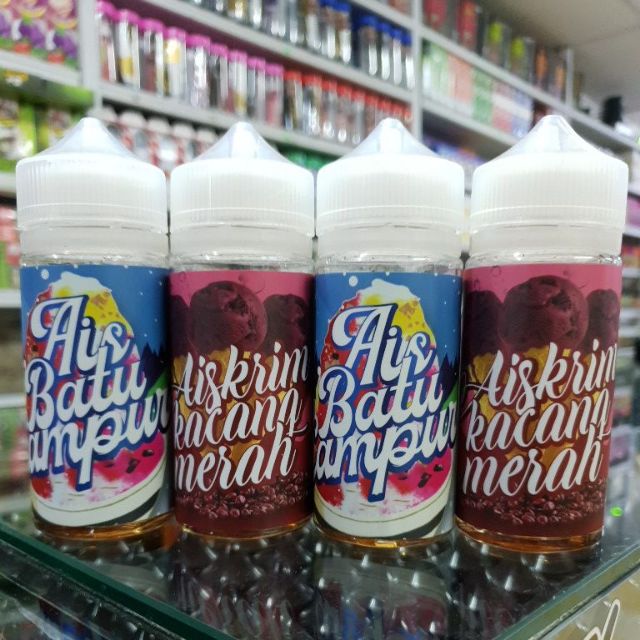 Ais
Batu
Campur
Aiskrim
kacang
merah
Ais
Batu
Campur
Aiskrim
kacang
merah